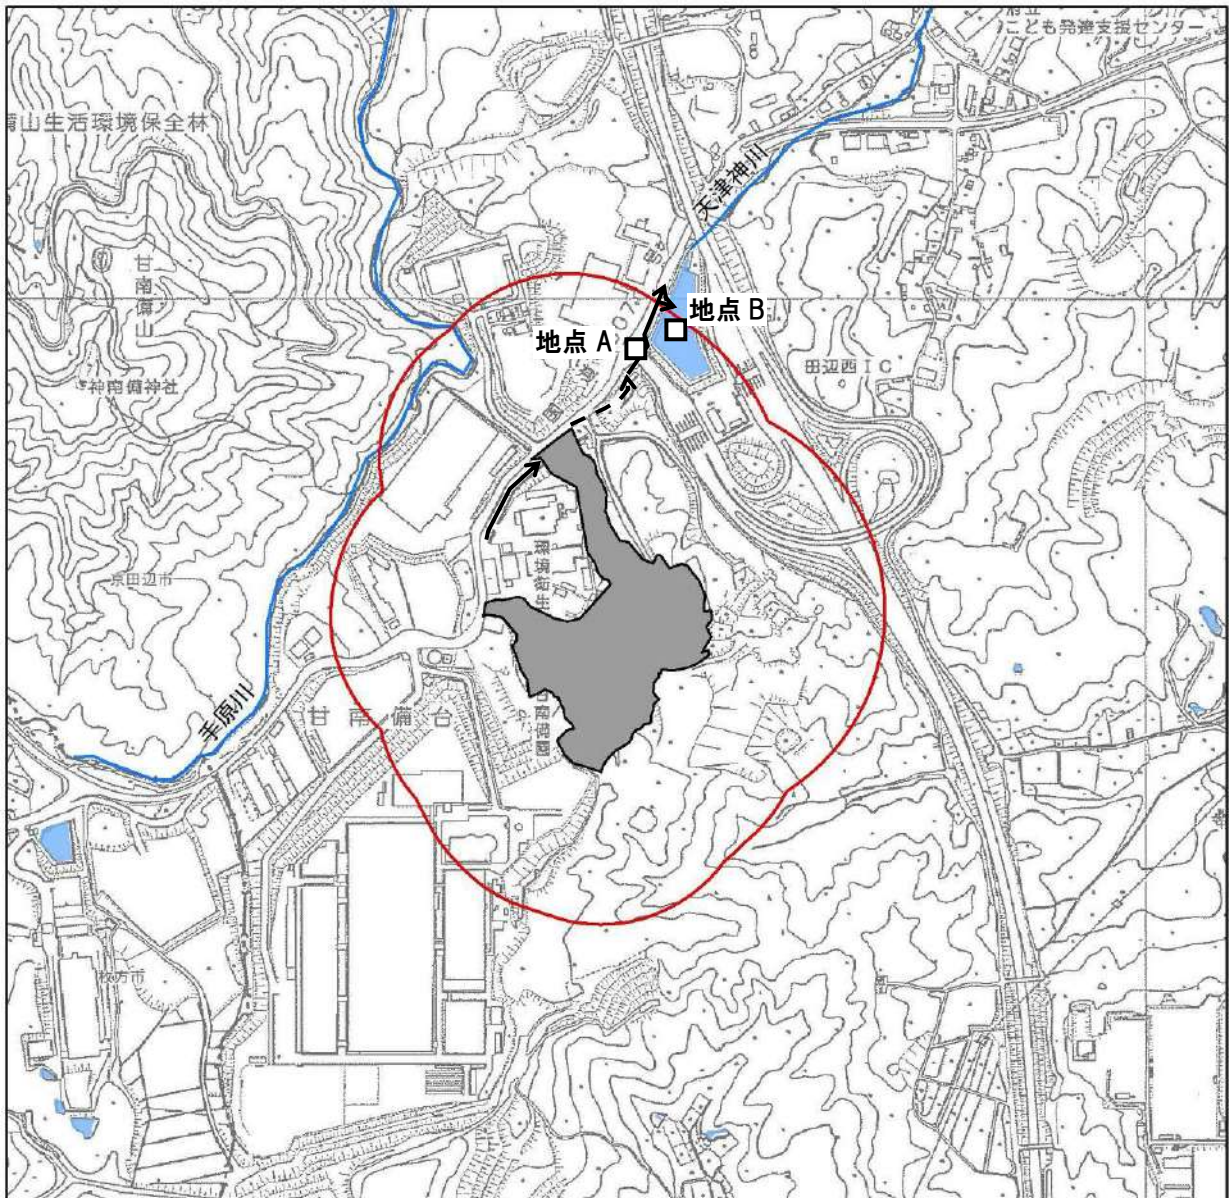 こども発達支援センター
備山生活環境保全林
天津神川
甘南備山
地点 B
地点 A
田辺西IC
神南備神社
環境衛生
京田辺市
手原川
甘南備台
甘南備園
枚方市